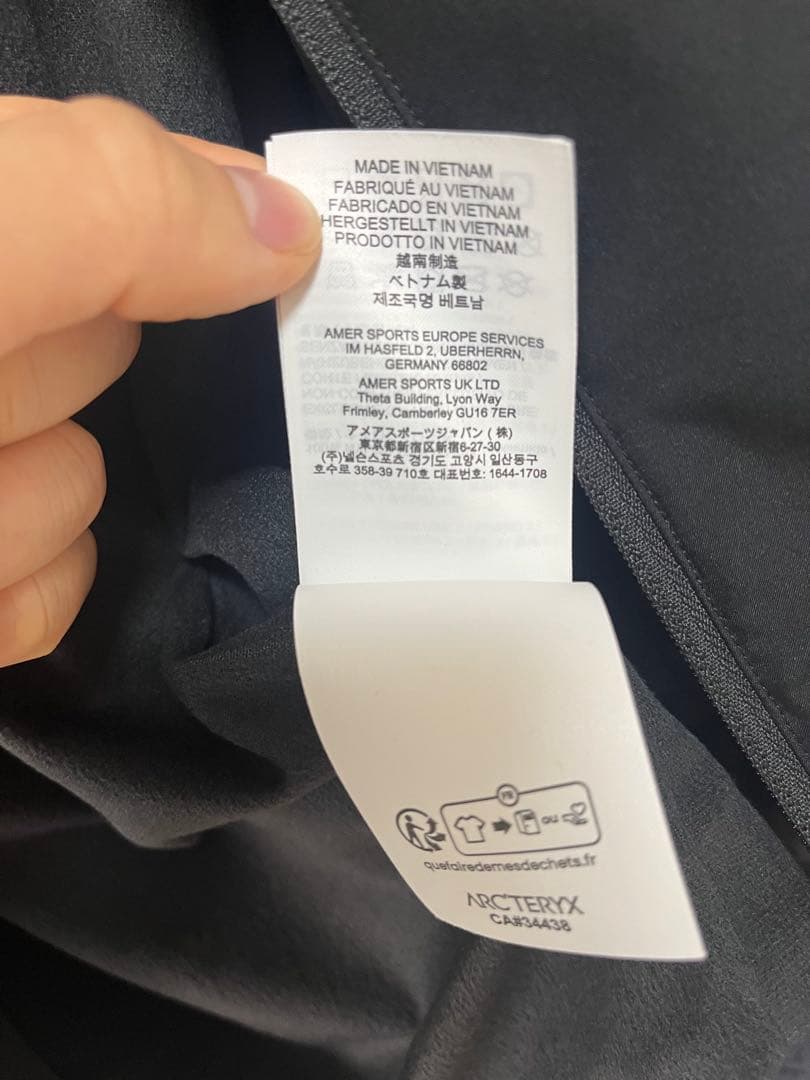 MADE IN VIETNAM
FABRIQUÉ AU VIETNAM
FABRICADO EN VIETNAM
HERGESTELLT IN VIETNAM
PRODOTTO IN VIETNAM
越南制造
ベトナム製
제조국명 베트남
AMER SPORTS EUROPE SERVICES
IM HASFELD 2, UBERHERRN,
GERMANY 66802
AMER SPORTS UK LTD
Theta Building, Lyon Way
Frimley, Camberley GU16 7ER
アメアスポーツジャパン (株)
東京都新宿区新宿6-27-30
(주)넬슨스포츠 경기도 고양시 일산동구
호수로 358-39 710호 대표번호: 1644-1708
FR
ou
quefairedemesdechets.fr
ARC'TERYX
CA#34438